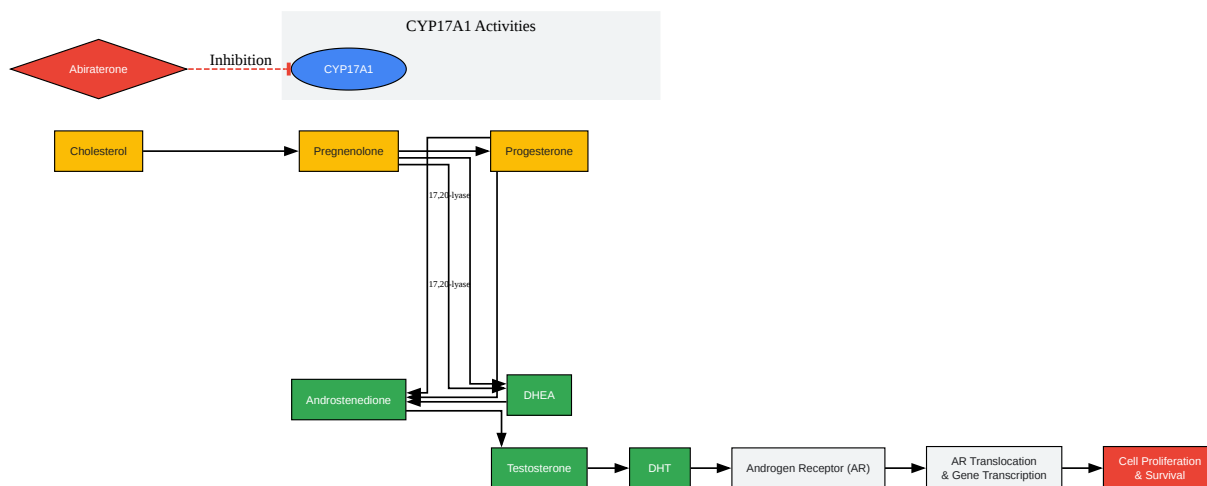 CYP17A1 Activities
Abiraterone
Inhibition
CYP17A1
Cholesterol
Pregnenolone
Progesterone
17,20-lyase
17,20-lyase
Androstenedione
DHEA
Testosterone
DHT
Androgen Receptor (AR)
AR Translocation
& Gene Transcription
Cell Proliferation
& Survival